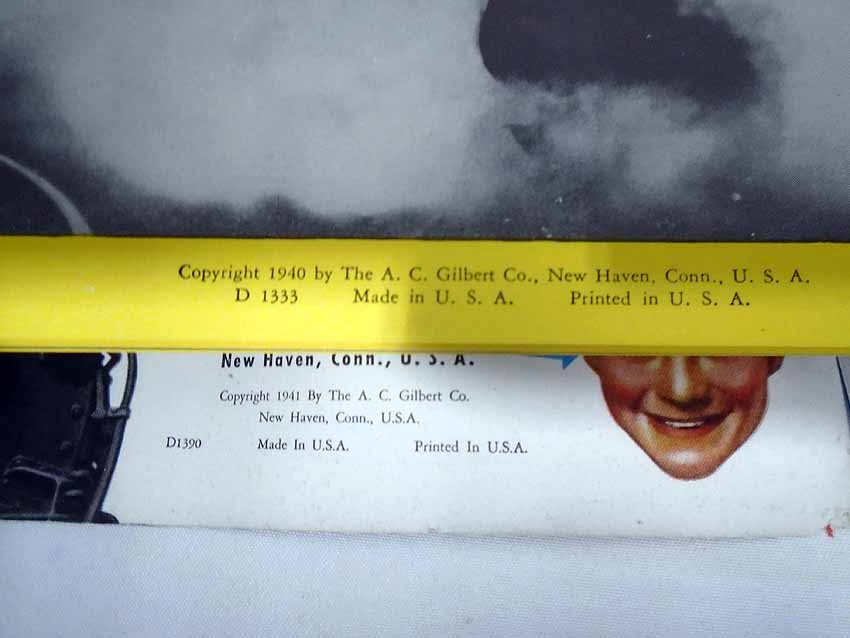 Copyright 1940 by The A. C. Gilbert Co., New Haven, Conn., U. S. A.
D 1333 Made in U. S. A. Printed in U. S. A.
New Haven, Conn., U. S. A.
Copyright 1941 By The A. C. Gilbert Co.
New Haven, Conn., U.S.A.
D1390 Made In U.S.A. Printed In U.S.A.